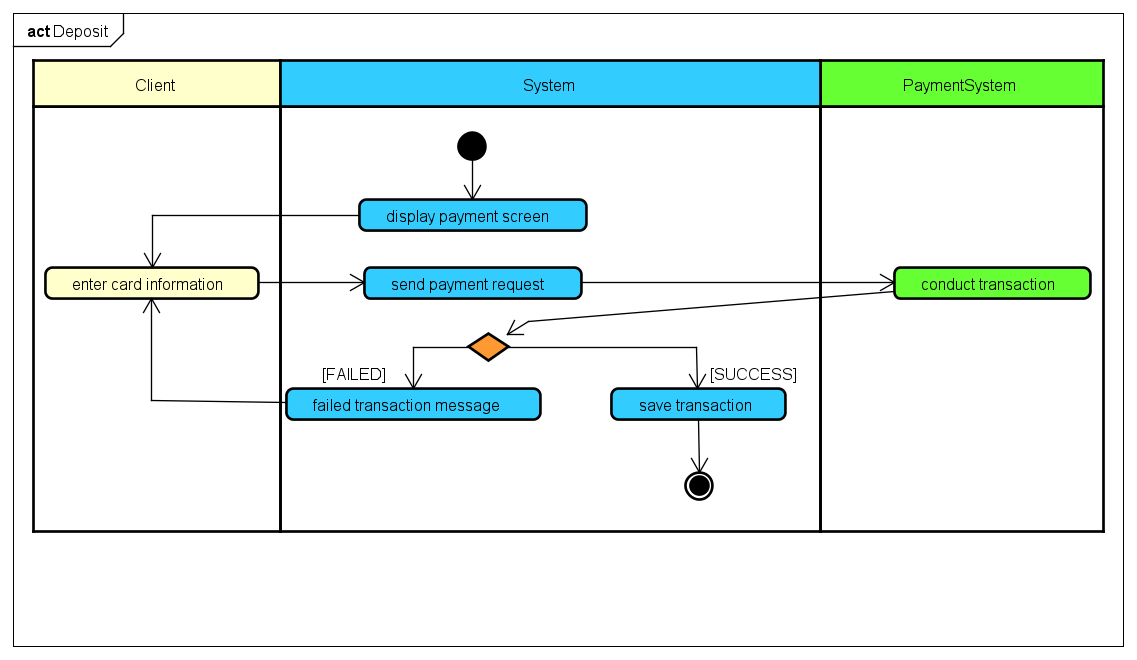 act Deposit
Client
System
PaymentSystem
display payment screen
enter card information
send payment request
conduct transaction
[FAILED]
[SUCCESS]
failed transaction message
save transaction